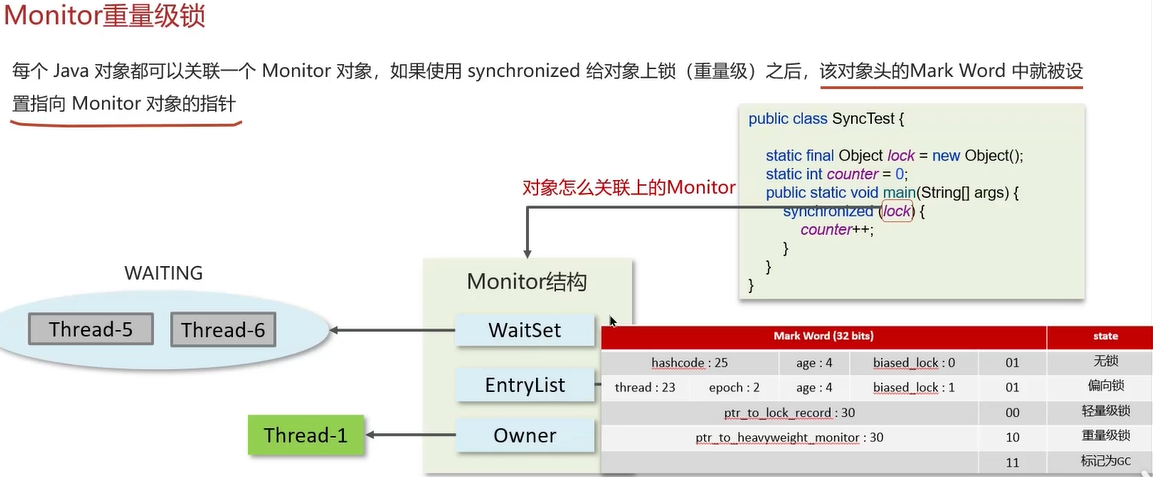 Monitor重量级锁
每个 Java 对象都可以关联一个 Monitor 对象，如果使用 synchronized 给对象上锁（重量级）之后，该对象头的Mark Word 中就被设
置指向 Monitor 对象的指针
public class SyncTest {
static final Object lock = new Object();
static int counter = 0;
public static void main(String[] args) {
synchronized (lock) {
counter++;
}
}
}
对象怎么关联上的Monitor
WAITING
Thread-5 Thread-6
Monitor结构
WaitSet
EntryList
Owner
Thread-1
Mark Word (32 bits) state
hashcode : 25 age : 4 biased_lock : 0 01 无锁
thread : 23 epoch : 2 age : 4 biased_lock : 1 01 偏向锁
ptr_to_lock_record : 30 00 轻量级锁
ptr_to_heavyweight_monitor : 30 10 重量级锁
11 标记为GC